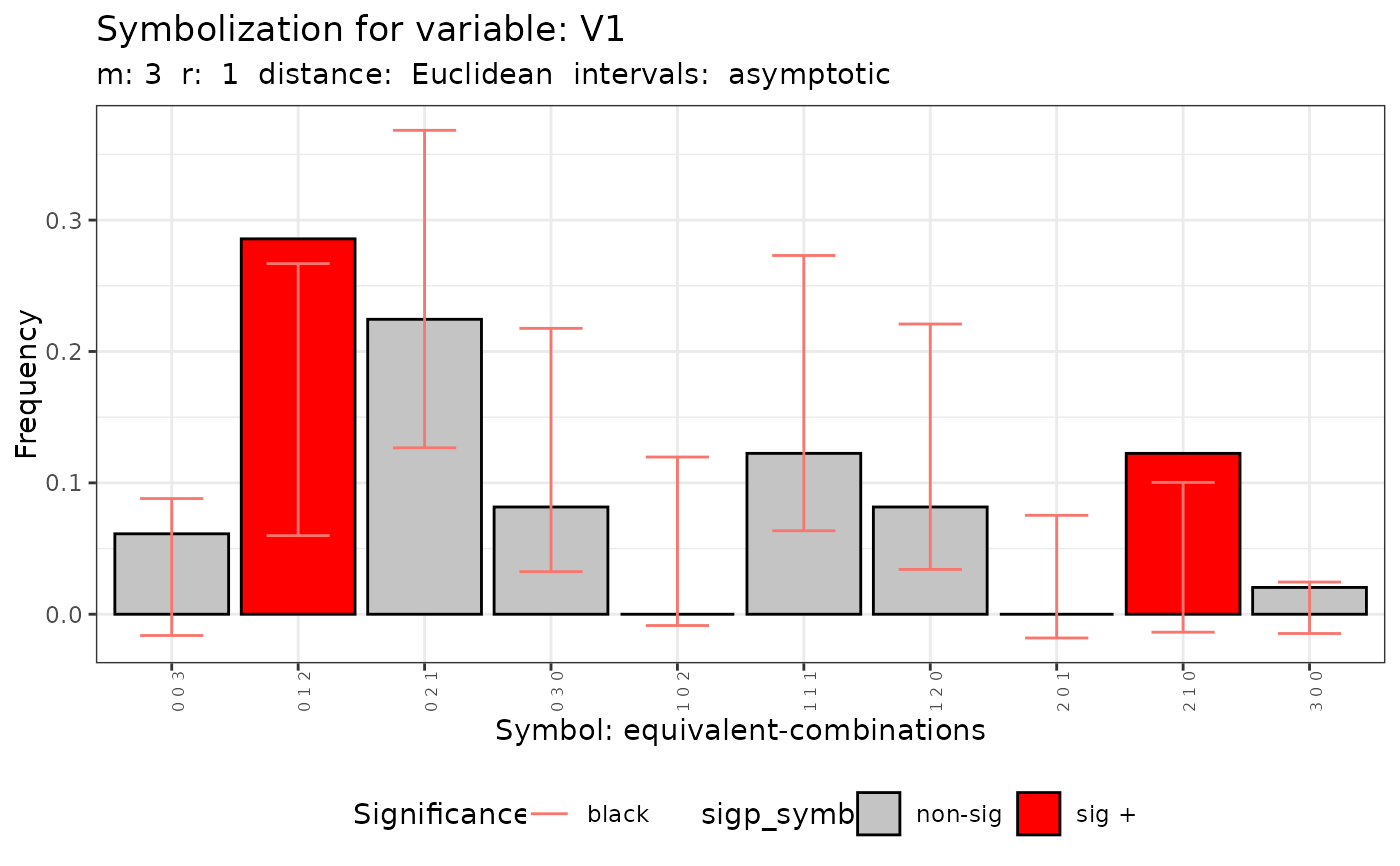 Symbolization for variable: V1
m: 3 r: 1 distance: Euclidean intervals: asymptotic
Frequency
0.3
0.2
0.1
0.0
0 0 3
0 1 2
0 2 1
0 3 0
1 0 2
1 1 1
1 2 0
2 0 1
2 1 0
3 0 0
Symbol: equivalent-combinations
Significance black sigp_symb non-sig sig +